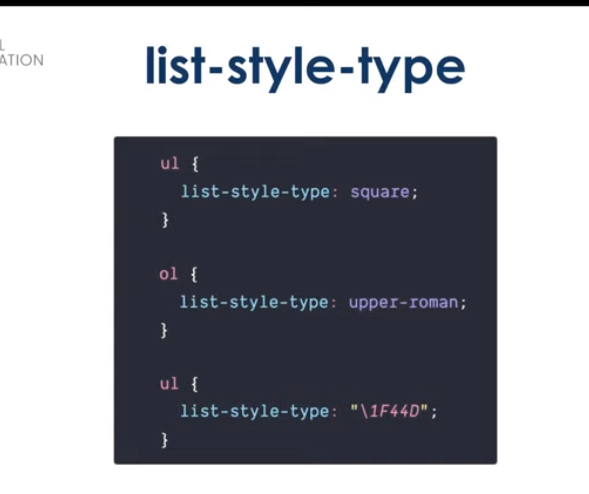 L
ATION
list-style-type
ul {
  list-style-type: square;
}
ol {
  list-style-type: upper-roman;
}
ul {
  list-style-type: "\1F44D";
}